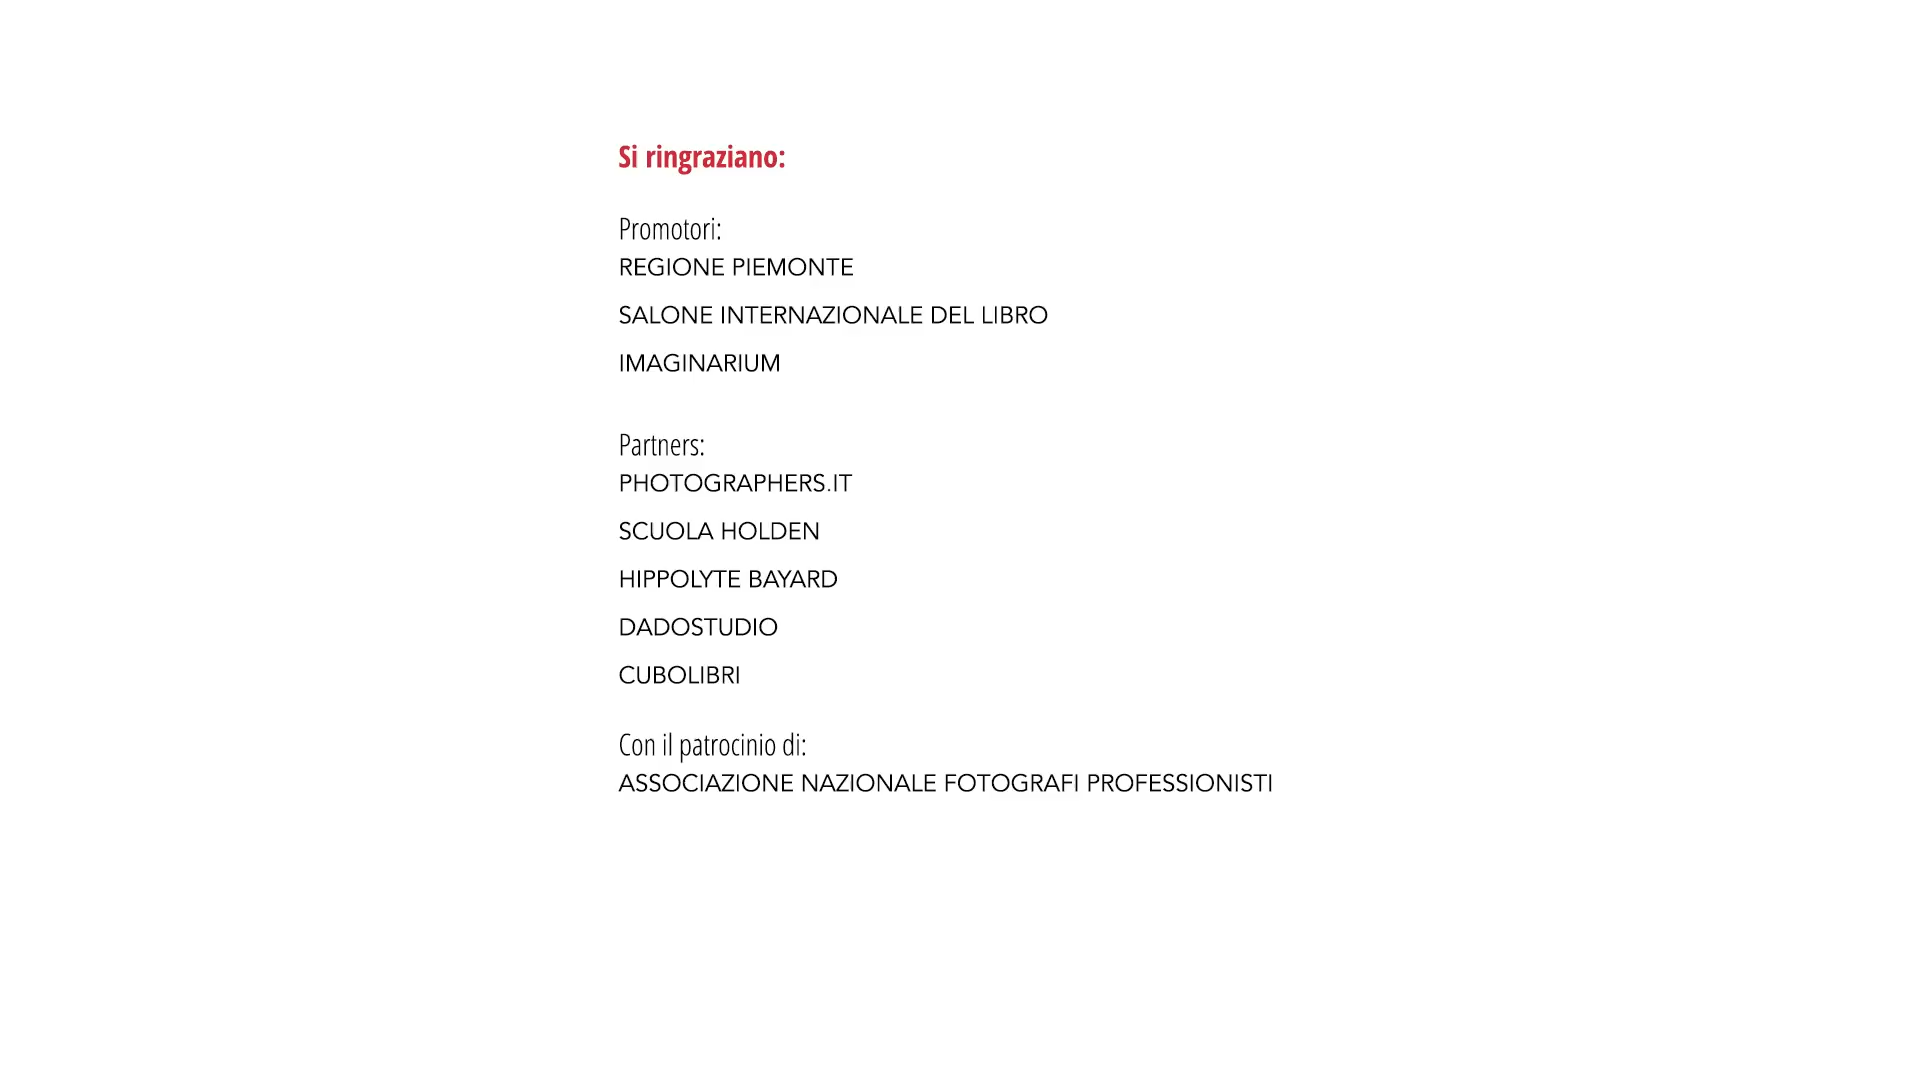 Si ringraziano:
Promotori:
REGIONE PIEMONTE
SALONE INTERNAZIONALE DEL LIBRO
IMAGINARIUM
Partners:
PHOTOGRAPHERS.IT
SCUOLA HOLDEN
HIPPOLYTE BAYARD
DADOSTUDIO
CUBOLIBRI
Con il patrocinio di:
ASSOCIAZIONE NAZIONALE FOTOGRAFI PROFESSIONISTI